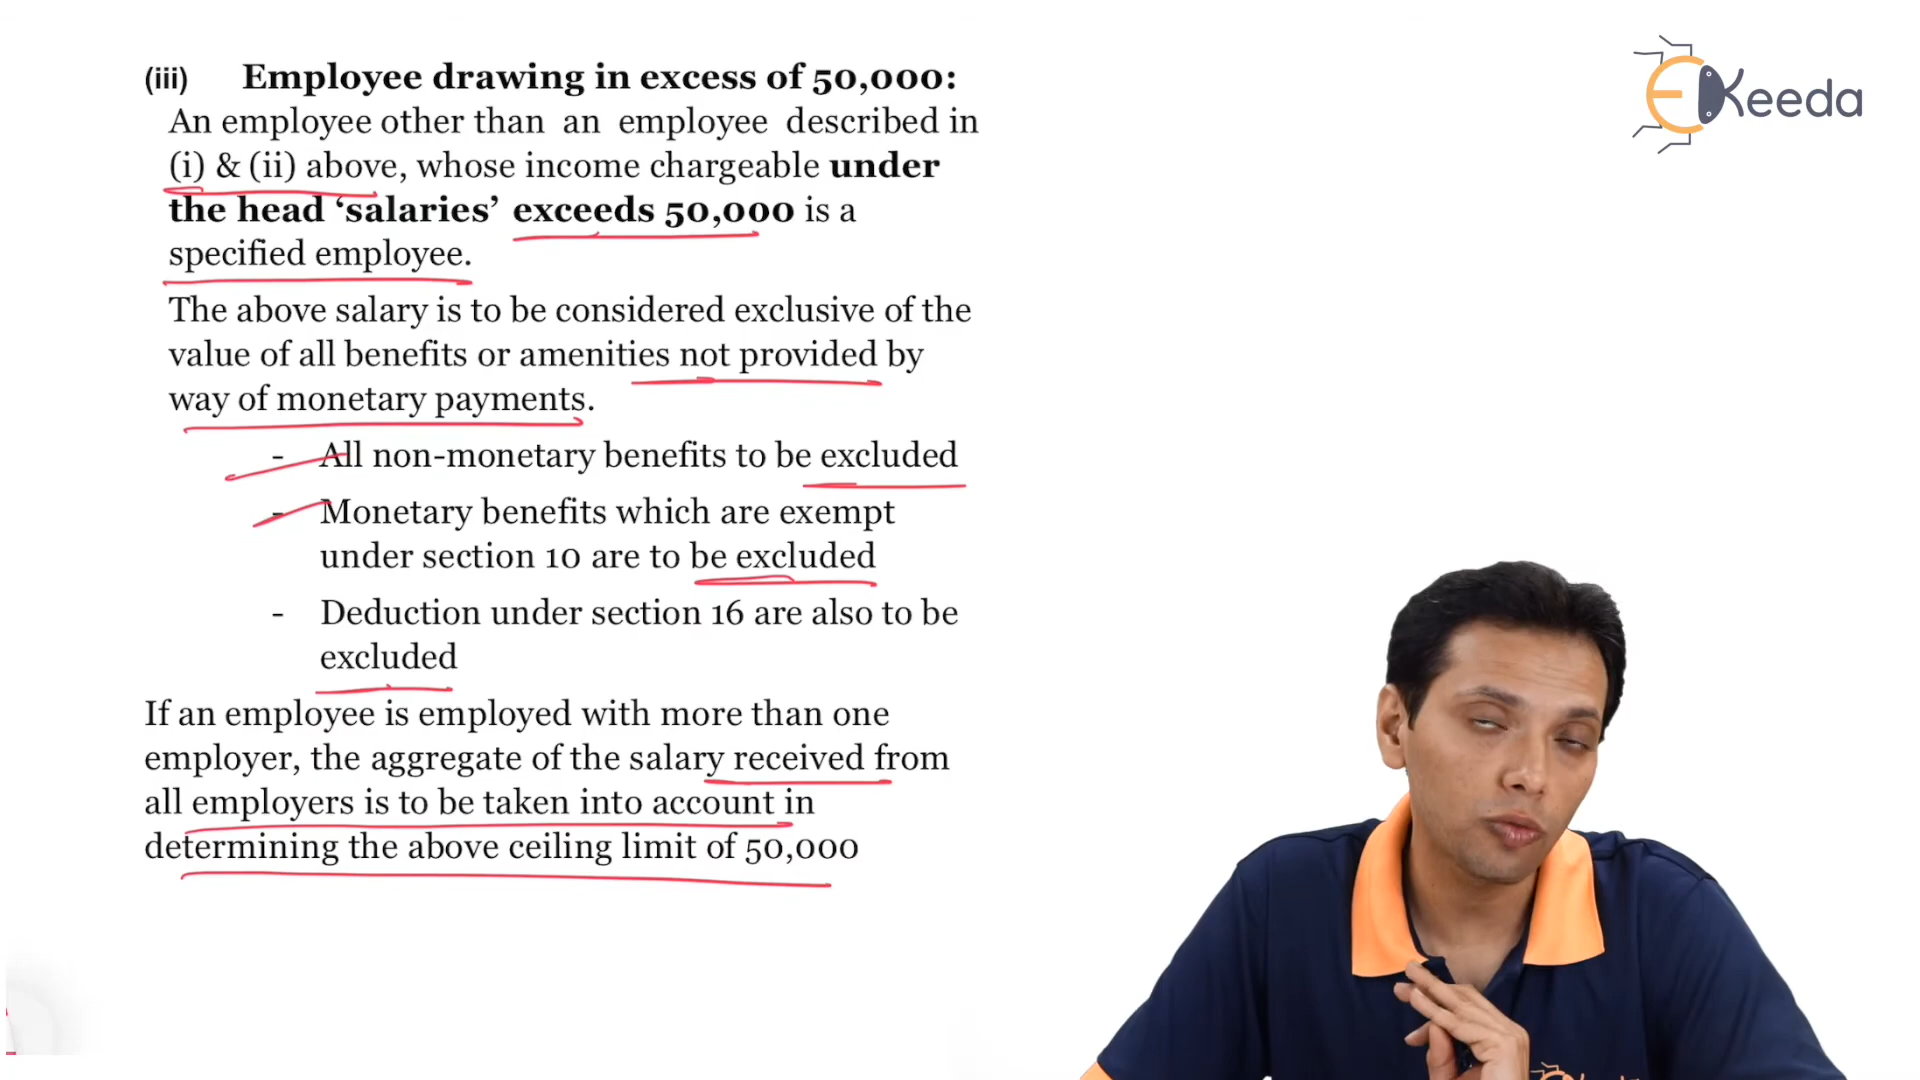 (iii) Employee drawing in excess of 50,000:
An employee other than an employee described in
(i) & (ii) above, whose income chargeable under
the head ‘salaries’ exceeds 50,000 is a
specified employee.
The above salary is to be considered exclusive of the
value of all benefits or amenities not provided by
way of monetary payments.
- All non-monetary benefits to be excluded
- Monetary benefits which are exempt
under section 10 are to be excluded
- Deduction under section 16 are also to be
excluded
If an employee is employed with more than one
employer, the aggregate of the salary received from
all employers is to be taken into account in
determining the above ceiling limit of 50,000
EKeeda